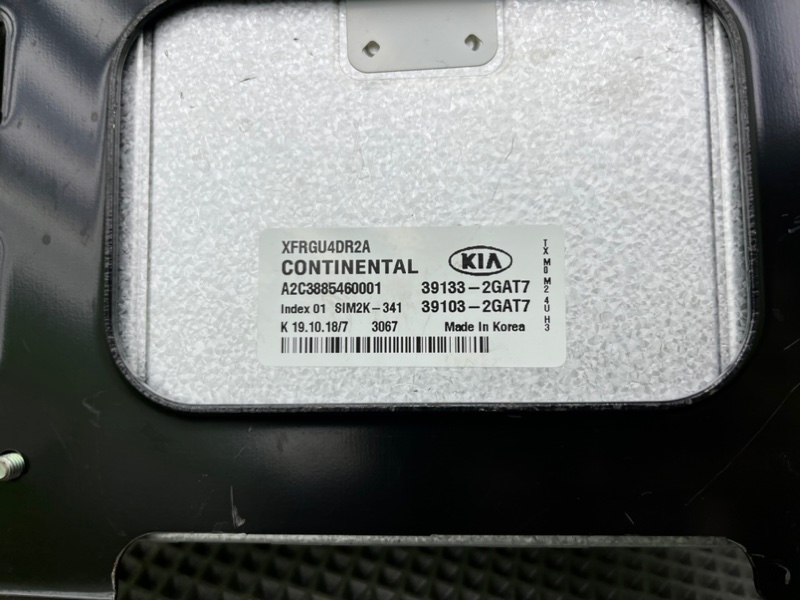 XFRGU4DR2A
CONTINENTAL KIA
A2C3885460001 39133-2GAT7
Index 01 SIM2K-341 39103-2GAT7
K 19.10.18/7 3067 Made In Korea
TXM0M24UH3